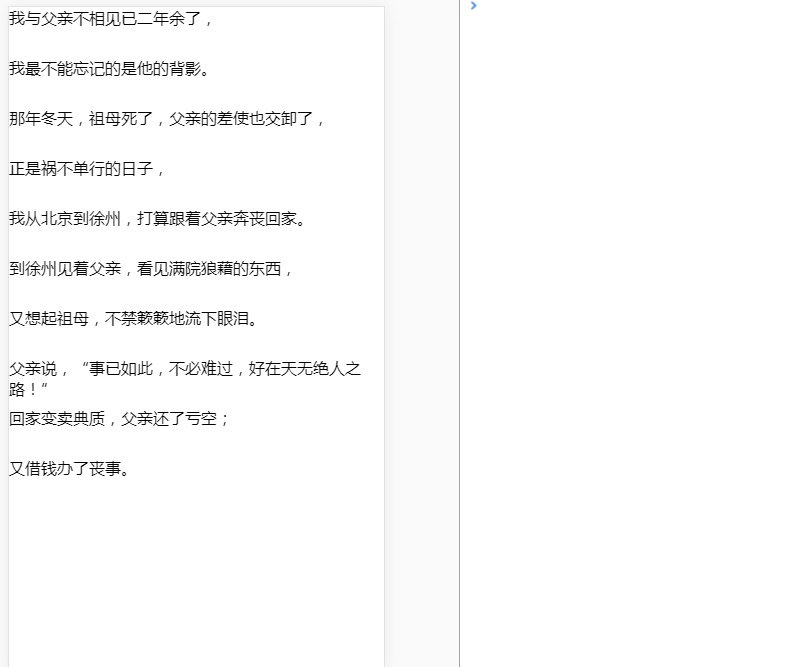 我与父亲不相见已二年余了，
我最不能忘记的是他的背影。
那年冬天，祖母死了，父亲的差使也交卸了，
正是祸不单行的日子，
我从北京到徐州，打算跟着父亲奔丧回家。
到徐州见着父亲，看见满院狼藉的东西，
又想起祖母，不禁簌簌地流下眼泪。
父亲说，“事已如此，不必难过，好在天无绝人之
路！”
回家变卖典质，父亲还了亏空；
又借钱办了丧事。